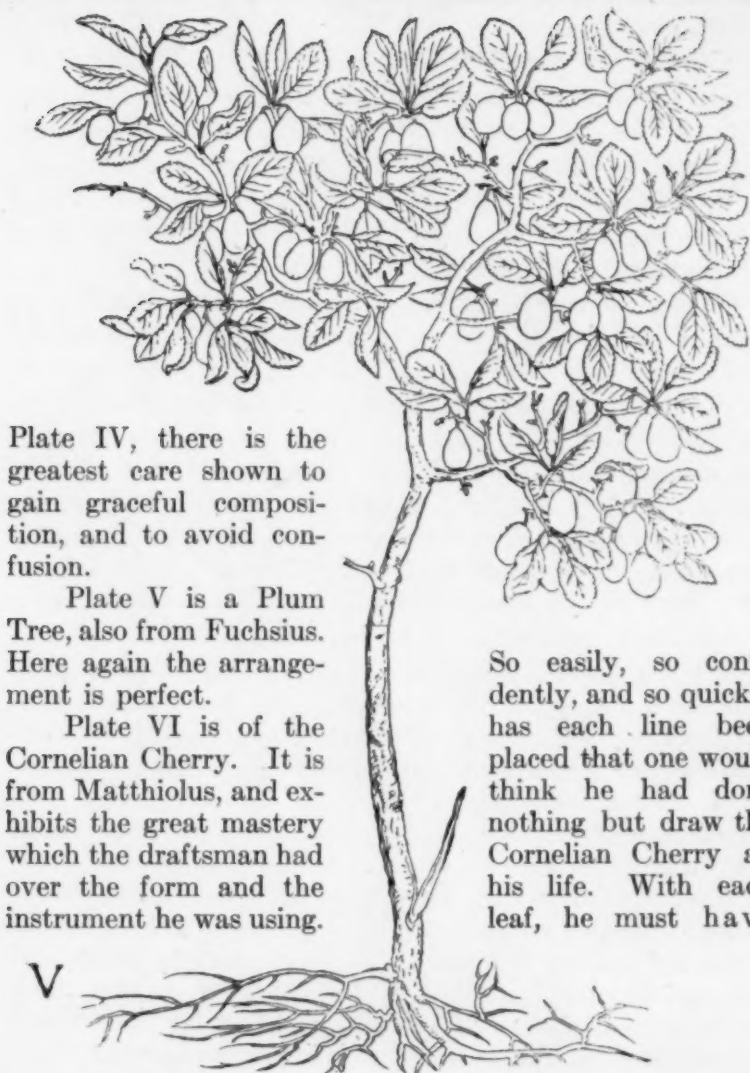 Plate IV, there is the
greatest care shown to
gain graceful composi-
tion, and to avoid con-
fusion.
Plate V is a Plum
Tree, also from Fuchsius.
Here again the arrange-
ment is perfect.
Plate VI is of the
Cornelian Cherry. It is
from Matthiolus, and ex-
hibits the great mastery
which the draftsman had
over the form and the
instrument he was using.
So easily, so conf
dently, and so quick
has each line bee
placed that one wou
think he had don
nothing but draw th
Cornelian Cherry a
his life. With eac
leaf, he must hav
V